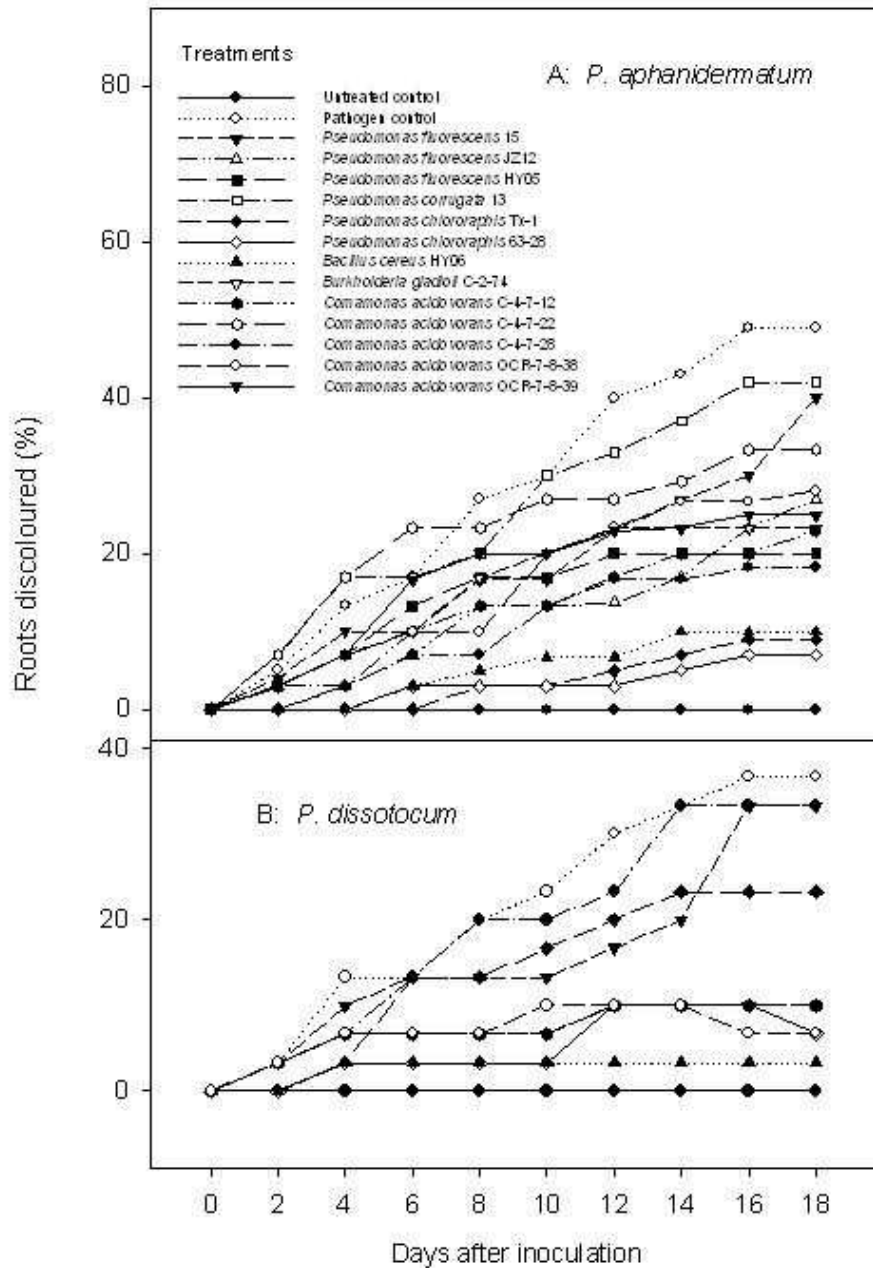 Treatments
A: P. aphanidermatum
Untreated control
Pathogen control
Pseudomonas fluorescens 15
Pseudomonas fluorescens JZ12
Pseudomonas fluorescens HY05
Pseudomonas corrugata 13
Pseudomonas chlororaphis Tx-1
Pseudomonas chlororaphis 63-28
Bacillus cereus HY06
Burkholderia gladioli C-2-74
Comamonas acidovorans C-4-7-12
Comamonas acidovorans C-4-7-22
Comamonas acidovorans C-4-7-28
Comamonas acidovorans OCR-7-8-38
Comamonas acidovorans OCR-7-8-39
80
60
40
20
0
Roots discoloured (%)
B: P. dissotocum
40
20
0
0 2 4 6 8 10 12 14 16 18
Days after inoculation